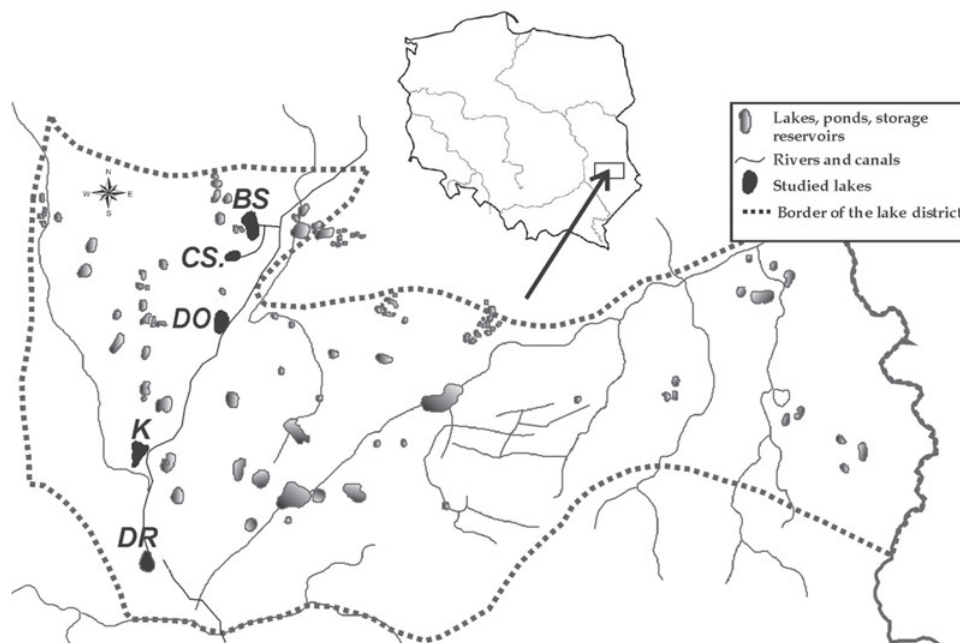 Lakes, ponds, storage
reservoirs
Rivers and canals
Studied lakes
Border of the lake district
N
W E
S
BS
CS.
DO
K
DR